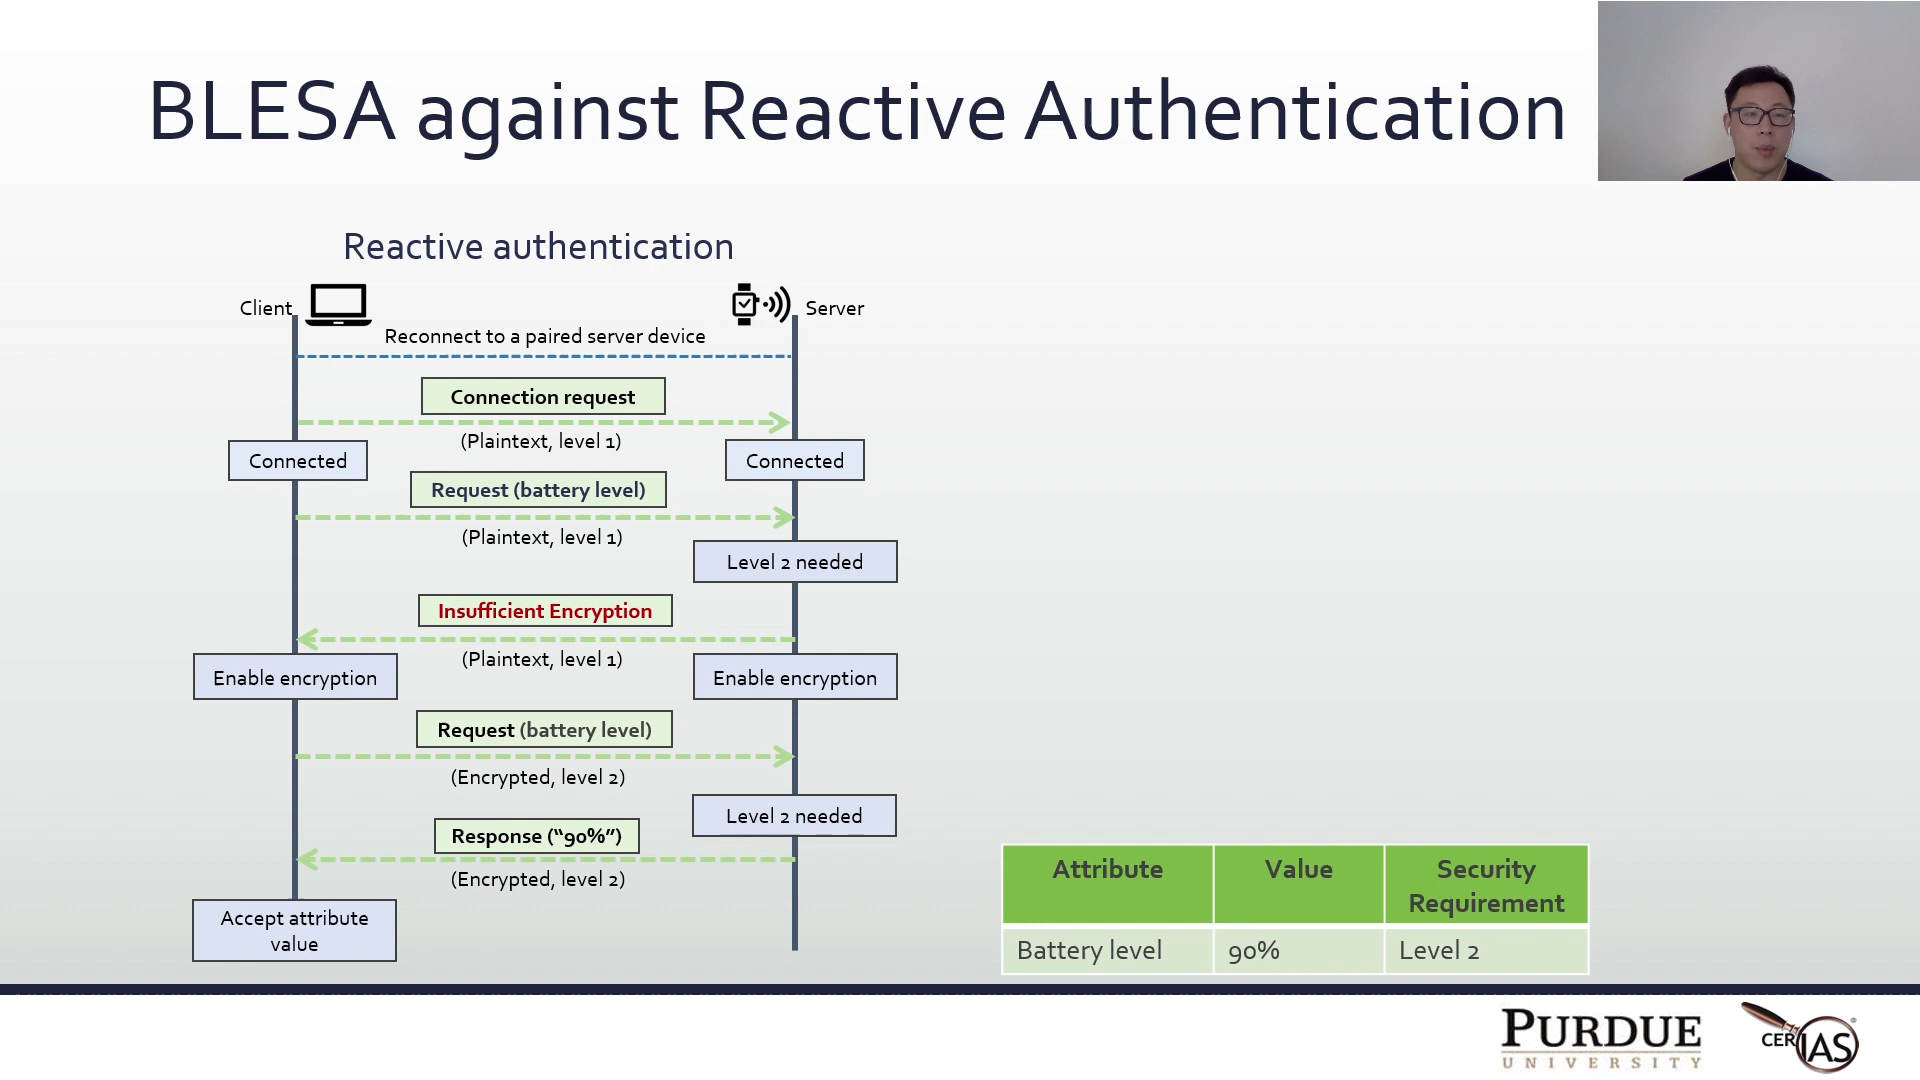 BLESA against Reactive Authentication
Reactive authentication
Client
Server
Reconnect to a paired server device
Connection request
(Plaintext, level 1)
Connected
Connected
Request (battery level)
(Plaintext, level 1)
Level 2 needed
Insufficient Encryption
(Plaintext, level 1)
Enable encryption
Enable encryption
Request (battery level)
(Encrypted, level 2)
Level 2 needed
Response (“90%”)
(Encrypted, level 2)
Accept attribute
value
Attribute
Value
Security
Requirement
Battery level
90%
Level 2
PURDUE
UNIVERSITY
CERIAS